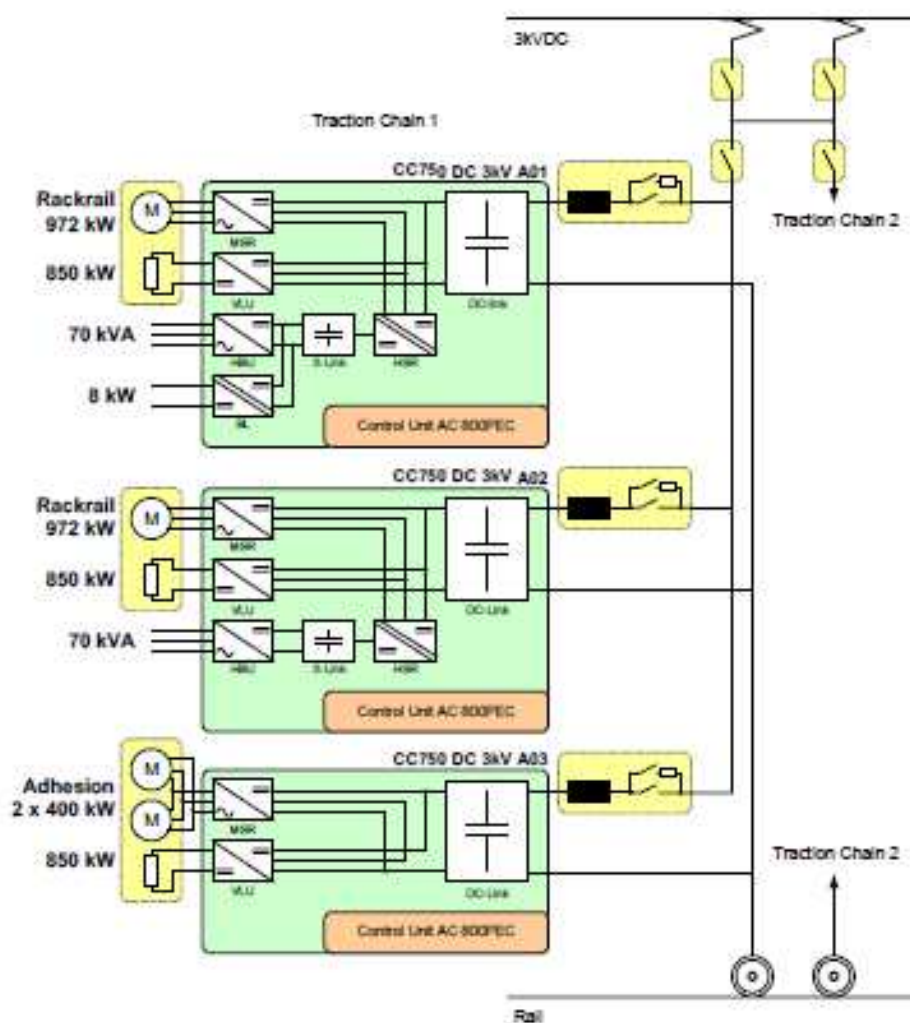 3kVDC
Traction Chain 1
CC750 DC 3kV A01
Rackrail
972 kW
M
MSR
Traction Chain 2
850 kW
VLU
DC-link
70 kVA
HBU
S-Line
HSR
8 kW
BL
Control Unit AC 800PEC
CC750 DC 3kV A02
Rackrail
972 kW
M
MSR
850 kW
VLU
DC-Link
70 kVA
HBU
S-Line
HSR
Control Unit AC 800PEC
CC750 DC 3kV A03
M
Adhesion
2 x 400 kW
M
MSR
850 kW
VLU
DC-Link
Traction Chain 2
Control Unit AC 800PEC
Rail